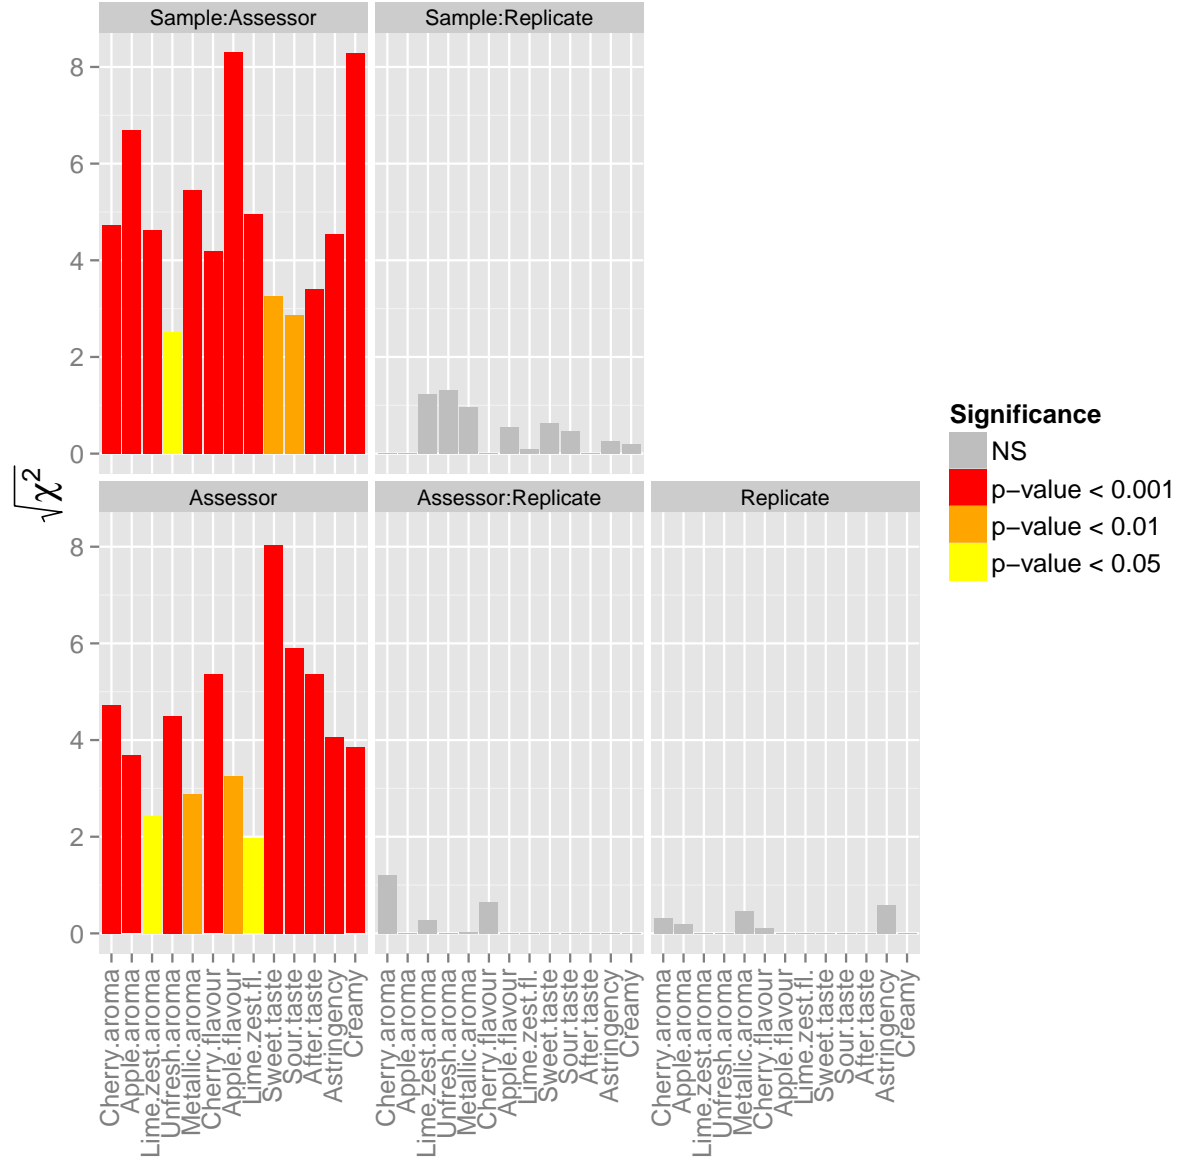 Sample:Assessor
Sample:Replicate
8
6
4
2
0
√χ²
Assessor
Assessor:Replicate
Replicate
8
6
4
2
0
Cherry.aroma
Apple.aroma
Lime.zest.aroma
Unfresh.aroma
Metallic.aroma
Cherry.flavour
Apple.flavour
Lime.zest.fl.
Sweet.taste
Sour.taste
After.taste
Astringency
Creamy
Cherry.aroma
Apple.aroma
Lime.zest.aroma
Unfresh.aroma
Metallic.aroma
Cherry.flavour
Apple.flavour
Lime.zest.fl.
Sweet.taste
Sour.taste
After.taste
Astringency
Creamy
Cherry.aroma
Apple.aroma
Lime.zest.aroma
Unfresh.aroma
Metallic.aroma
Cherry.flavour
Apple.flavour
Lime.zest.fl.
Sweet.taste
Sour.taste
After.taste
Astringency
Creamy
Significance
NS
p−value < 0.001
p−value < 0.01
p−value < 0.05